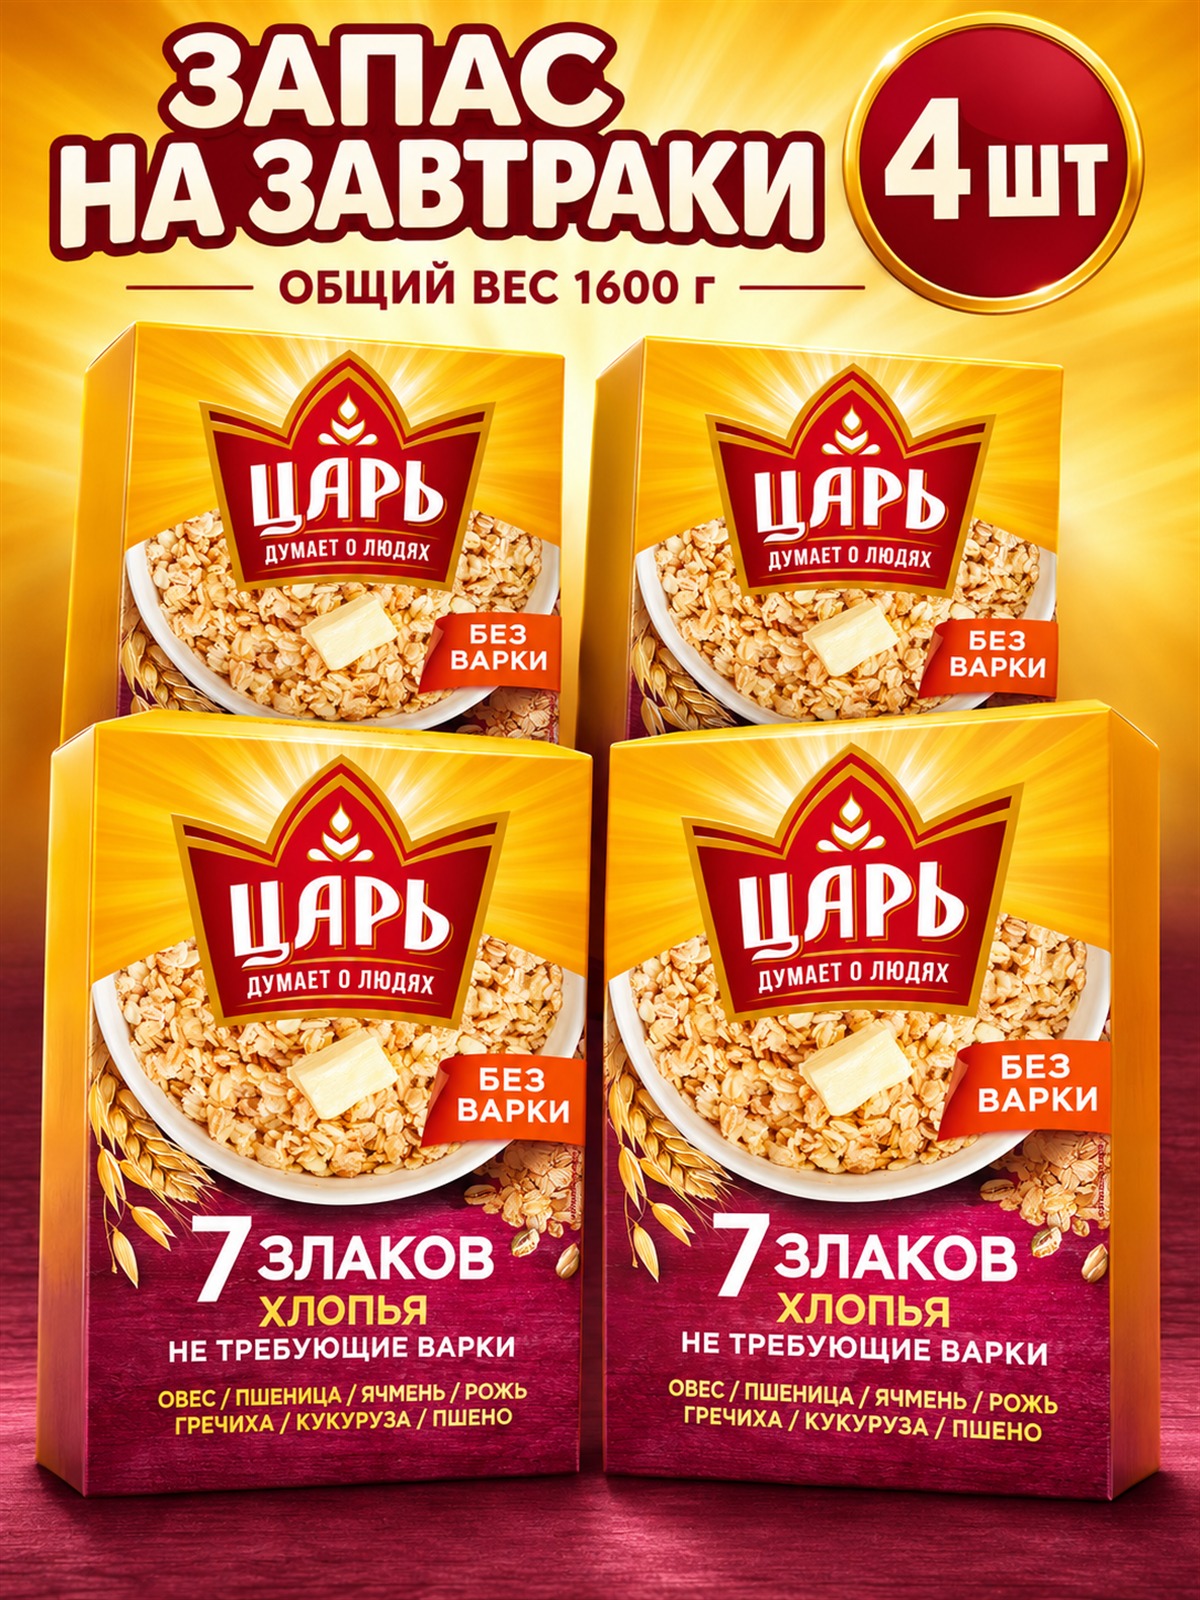 ЗАПАС
НА ЗАВТРАКИ
4 ШТ
ОБЩИЙ ВЕС 1600 г
ЦАРЬ
ДУМАЕТ О ЛЮДЯХ
БЕЗ
ВАРКИ
ЦАРЬ
ДУМАЕТ О ЛЮДЯХ
БЕЗ
ВАРКИ
ЦАРЬ
ДУМАЕТ О ЛЮДЯХ
БЕЗ
ВАРКИ
7 ЗЛАКОВ
ХЛОПЬЯ
НЕ ТРЕБУЮЩИЕ ВАРКИ
ОВЕС / ПШЕНИЦА / ЯЧМЕНЬ / РОЖЬ
ГРЕЧИХА / КУКУРУЗА / ПШЕНО
ЦАРЬ
ДУМАЕТ О ЛЮДЯХ
БЕЗ
ВАРКИ
7 ЗЛАКОВ
ХЛОПЬЯ
НЕ ТРЕБУЮЩИЕ ВАРКИ
ОВЕС / ПШЕНИЦА / ЯЧМЕНЬ / РОЖЬ
ГРЕЧИХА / КУКУРУЗА / ПШЕНО